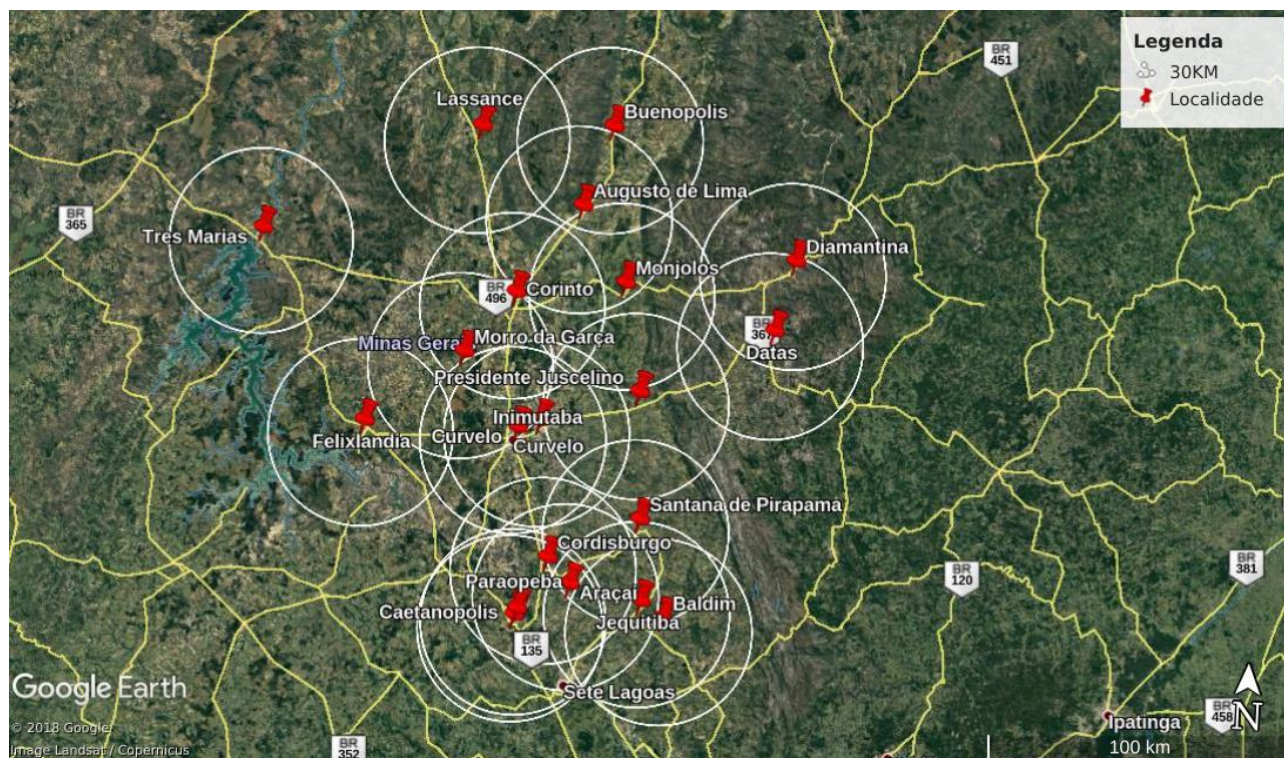 Legenda
30KM
Localidade
BR
451
Lassance
Buenopolis
Augusto de Lima
BR
365
Tres Marias
Diamantina
Monjolos
BR
496
Corinto
Minas Gera
Morro da Garça
BR
367
Datas
Presidente Juscelino
Inimutaba
Felixlandia
Curvelo
Curvelo
Santana de Pirapama
Cordisburgo
BR
381
BR
120
Paraopeba
Araçai
Baldim
Caetanopolis
Jequitiba
BR
135
Google Earth
Sete Lagoas
N
BR
458
Ipatinga
© 2018 Google
Image Landsat / Copernicus
BR
352
100 km